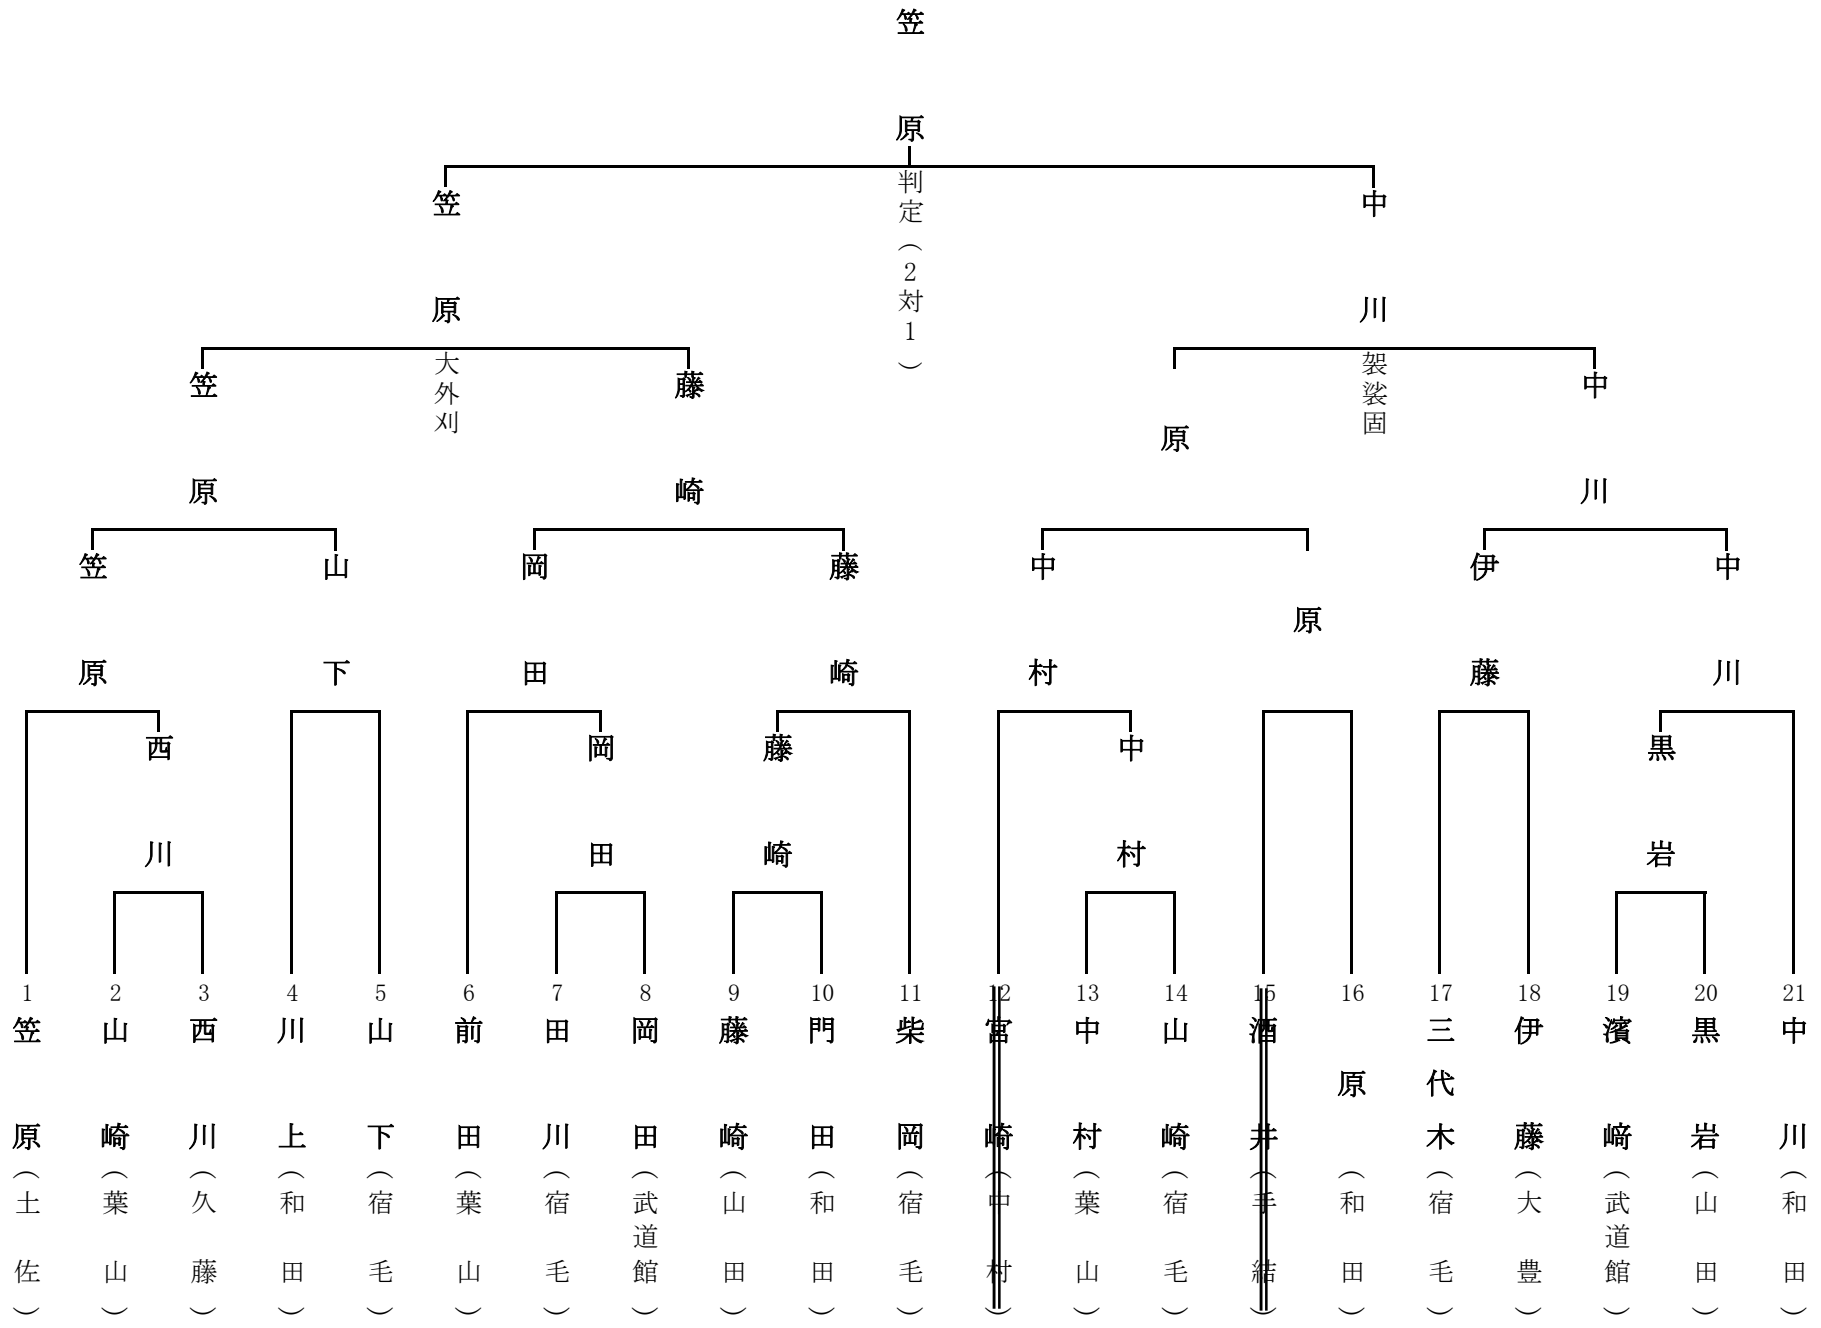 笠原
判定（2対1）
笠原
中川
大外刈
袈裟固
笠原
藤崎
原
中川
笠原
山下
岡田
藤崎
中村
原
伊藤
中川
西川
岡田
藤崎
中村
黒岩
1 笠原（土佐）
2 山崎（葉山）
3 西川（久藤）
4 川上（和田）
5 山下（宿毛）
6 前田（葉山）
7 田川（宿毛）
8 岡田（武道館）
9 藤崎（山田）
10 門田（和田）
11 柴岡（宿毛）
12 宮崎（中村）
13 中村（葉山）
14 山崎（宿毛）
15 酒井（手結）
16 原（和田）
17 三代木（宿毛）
18 伊藤（大豊）
19 濱﨑（武道館）
20 黒岩（山田）
21 中川（和田）